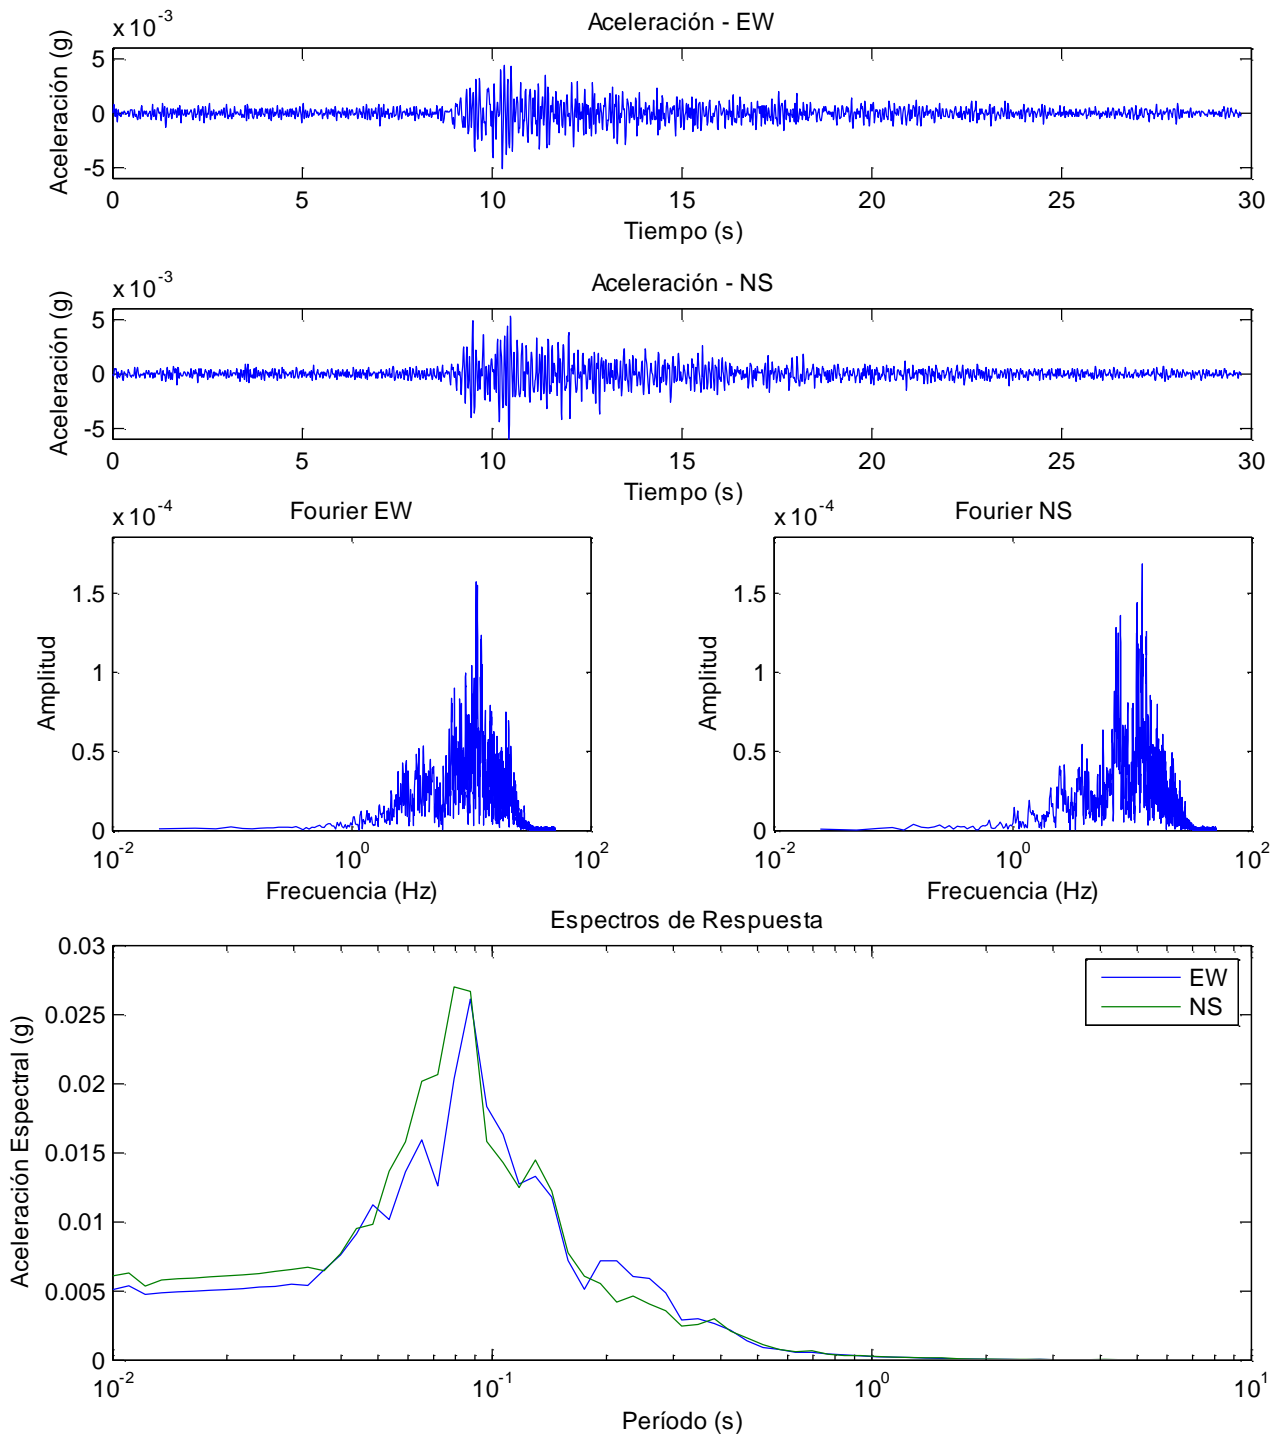 Aceleración - EW
x 10^-3
Aceleración (g)
5
0
-5
0 5 10 15 20 25 30
Tiempo (s)
Aceleración - NS
x 10^-3
Aceleración (g)
5
0
-5
0 5 10 15 20 25 30
Tiempo (s)
Fourier EW
x 10^-4
Amplitud
1.5
1
0.5
0
10^-2 10^0 10^2
Frecuencia (Hz)
Fourier NS
x 10^-4
Amplitud
1.5
1
0.5
0
10^-2 10^0 10^2
Frecuencia (Hz)
Espectros de Respuesta
Aceleración Espectral (g)
0.03
0.025
0.02
0.015
0.01
0.005
0
EW
NS
10^-2 10^-1 10^0 10^1
Período (s)